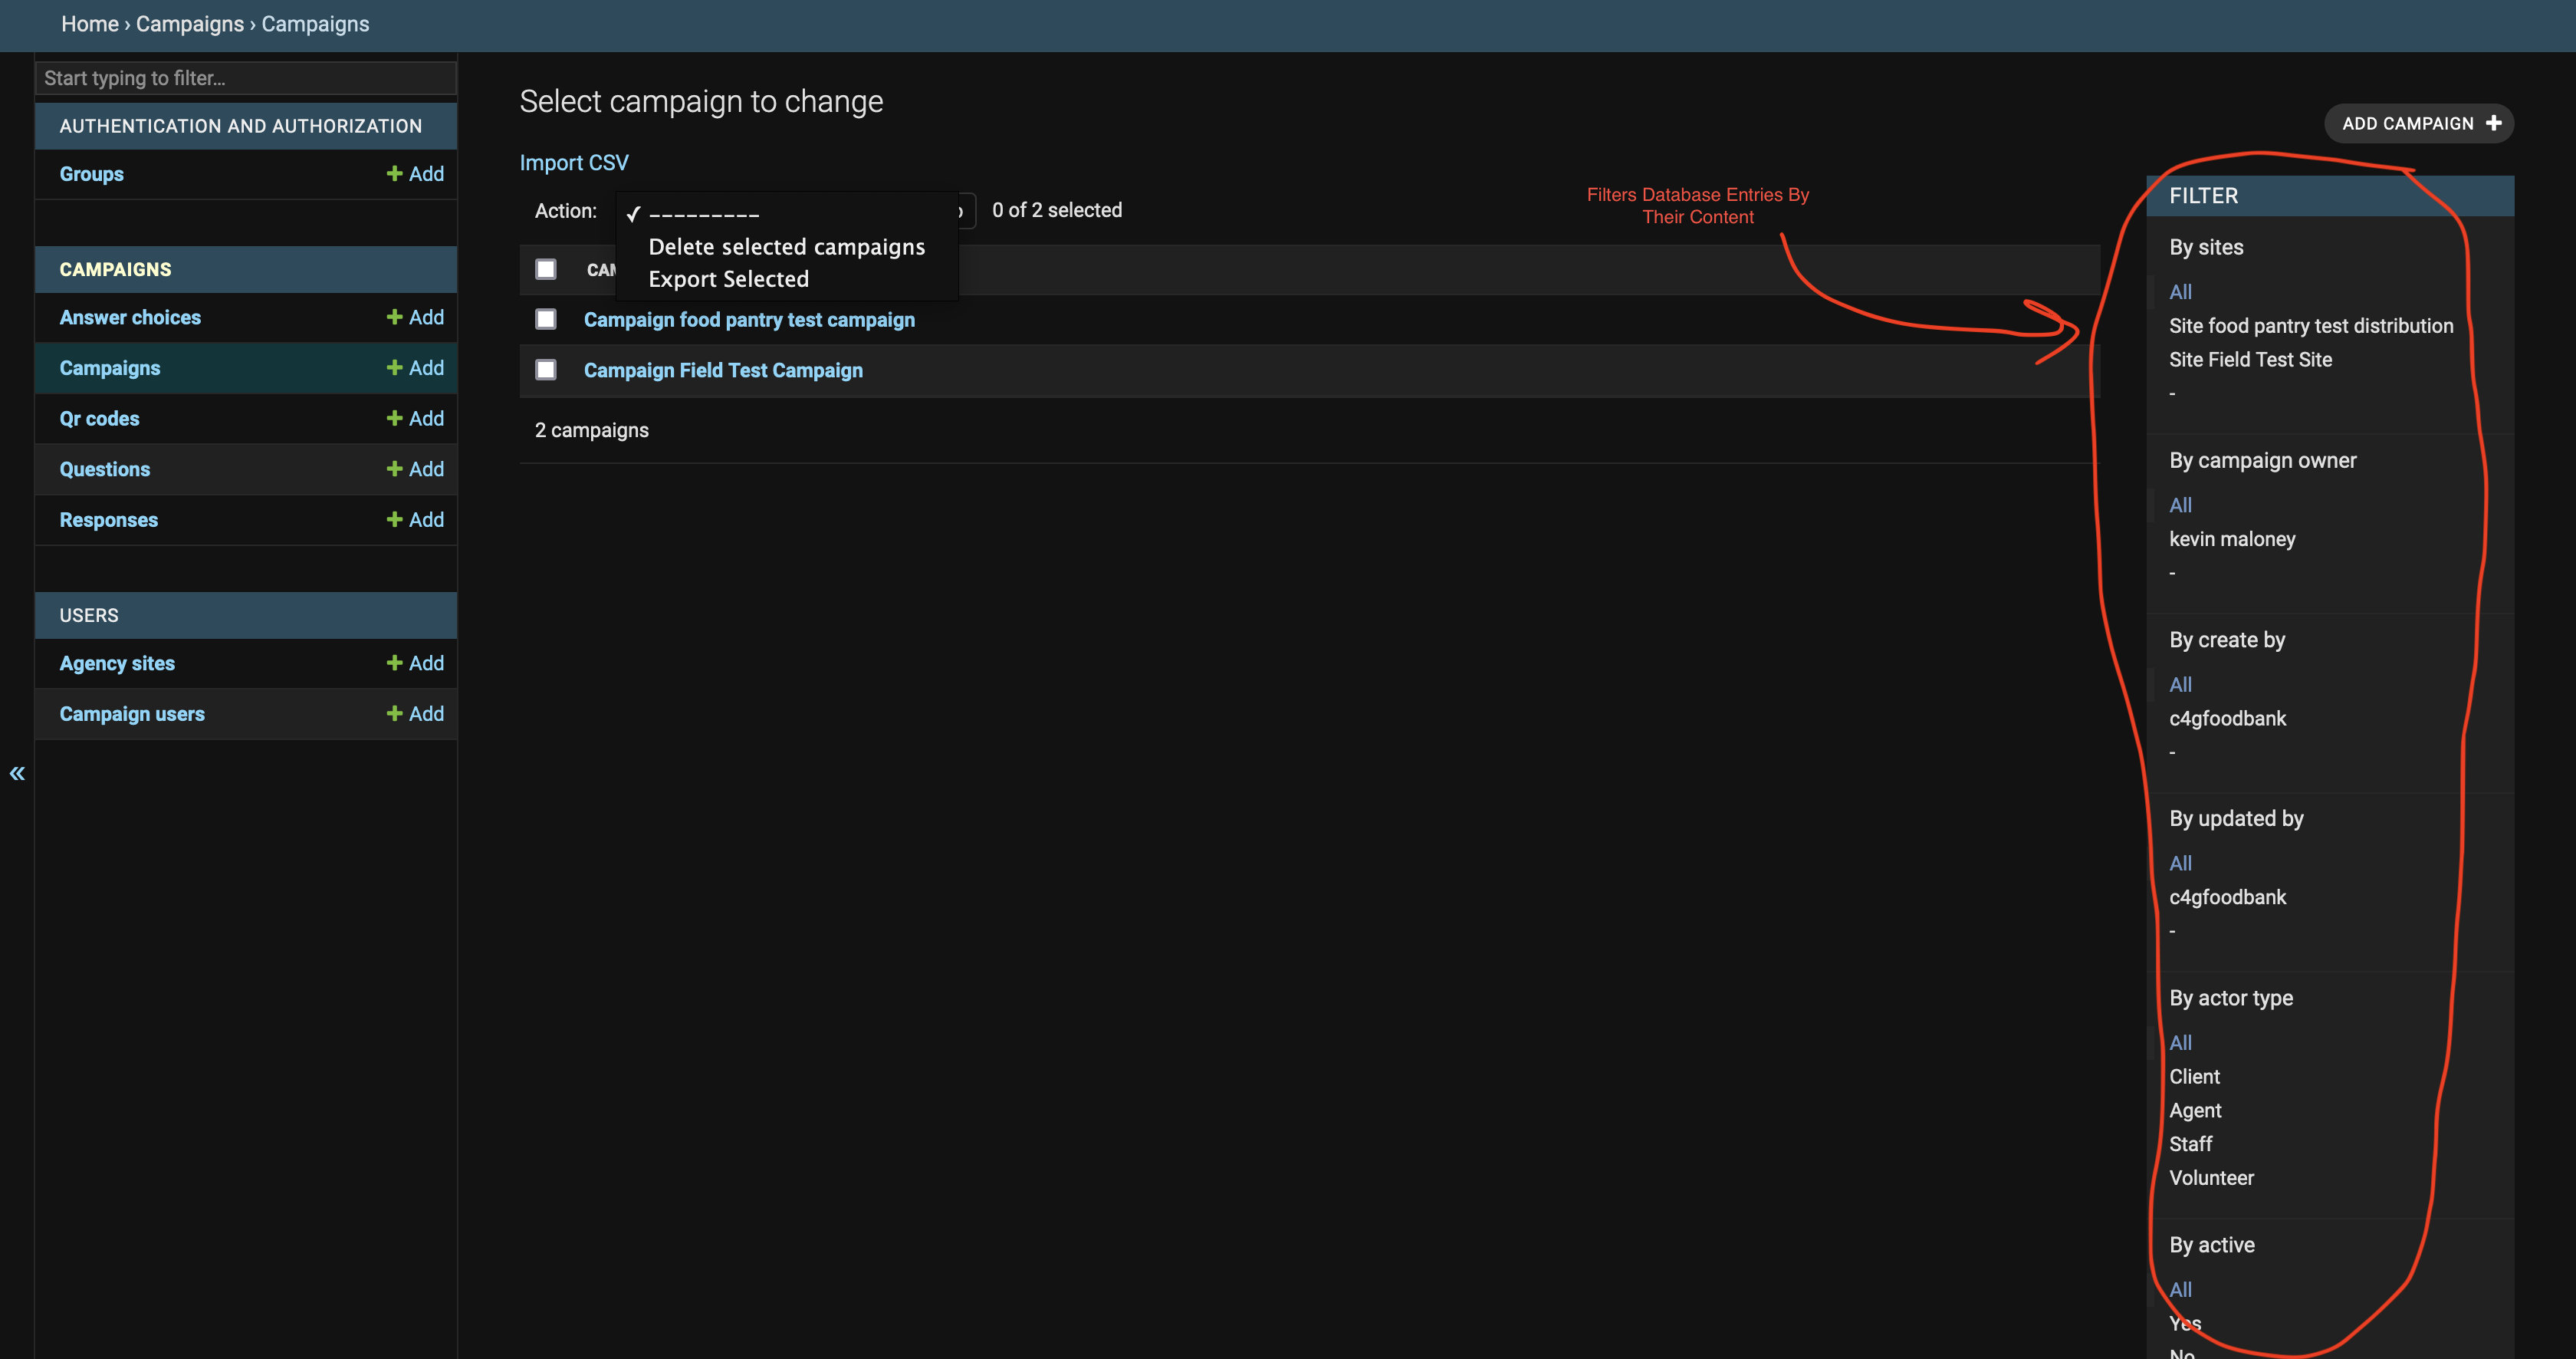 Home › Campaigns › Campaigns
Start typing to filter...
AUTHENTICATION AND AUTHORIZATION
Groups + Add
CAMPAIGNS
Answer choices + Add
Campaigns + Add
Qr codes + Add
Questions + Add
Responses + Add
USERS
Agency sites + Add
Campaign users + Add
«
Select campaign to change
ADD CAMPAIGN +
Import CSV
Action: ✓ --------- 0 of 2 selected
Delete selected campaigns
Export Selected
Campaign food pantry test campaign
Campaign Field Test Campaign
2 campaigns
Filters Database Entries By
Their Content
FILTER
By sites
All
Site food pantry test distribution
Site Field Test Site
-
By campaign owner
All
kevin maloney
-
By create by
All
c4gfoodbank
-
By updated by
All
c4gfoodbank
-
By actor type
All
Client
Agent
Staff
Volunteer
By active
All
Yes
No